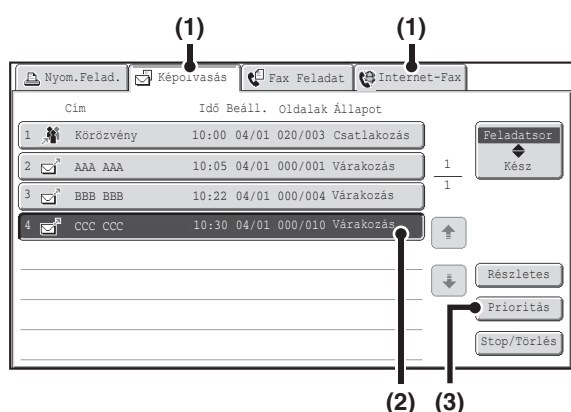 (1) (1)
Nyom.Felad. Képolvasás Fax Feladat Internet-Fax
Cím Idő Beáll. Oldalak Állapot
1 Körözvény 10:00 04/01 020/003 Csatlakozás
2 AAA AAA 10:05 04/01 000/001 Várakozás
3 BBB BBB 10:22 04/01 000/004 Várakozás
4 CCC CCC 10:30 04/01 000/010 Várakozás
1
1
Feladatsor
Kész
Részletes
Prioritás
Stop/Törlés
(2) (3)